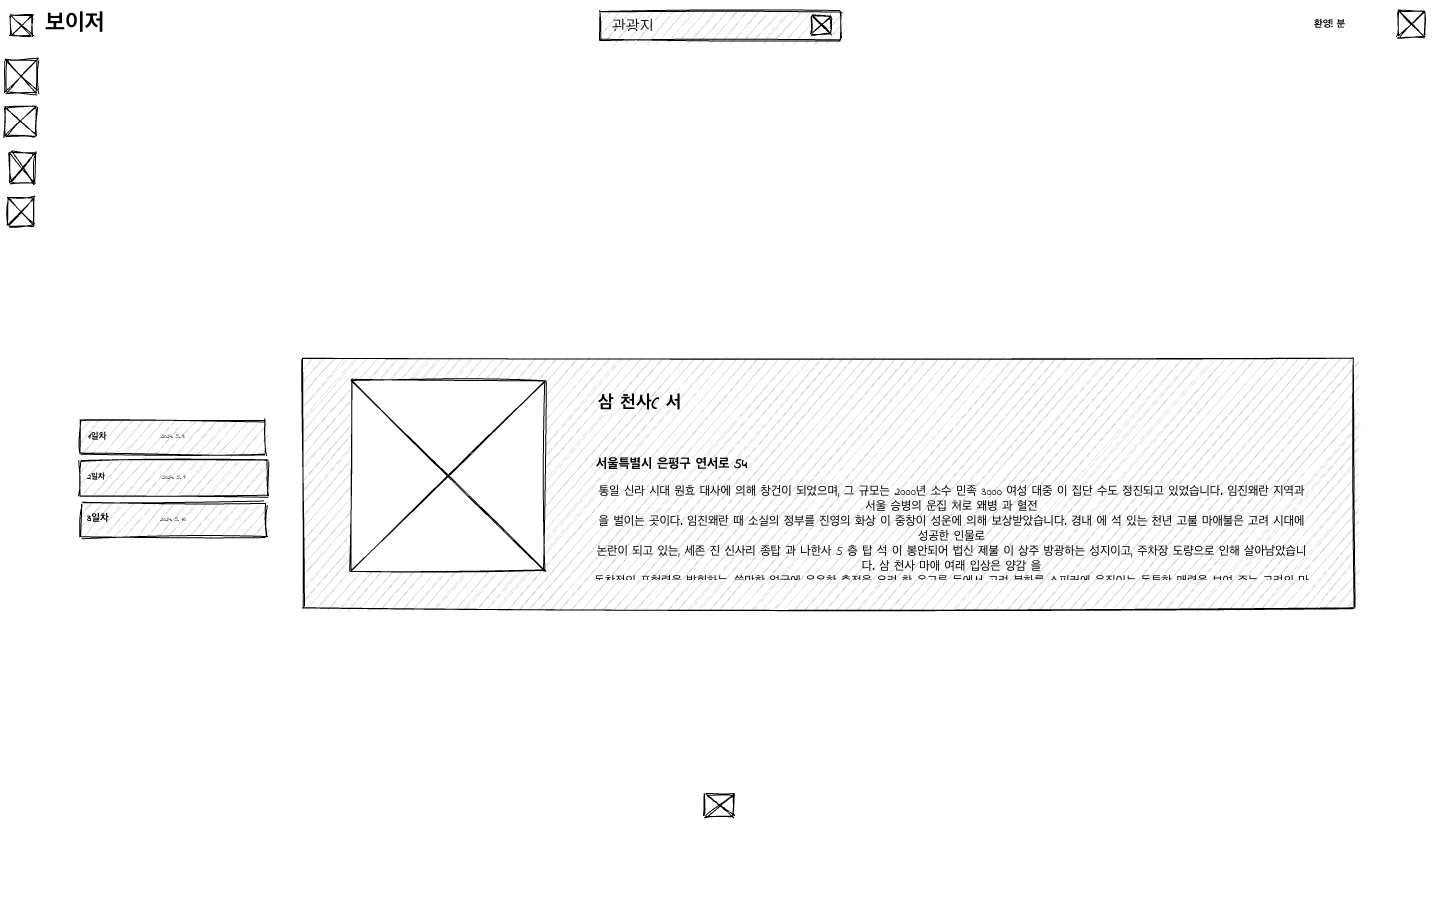 보이저
관광지
환영! 분
삼 천사( 서
서울특별시 은평구 연서로 54
통일 신라 시대 원효 대사에 의해 창건이 되었으며, 그 규모는 2000년 소수 민족 3000 여성 대중 이 집단 수도 정진되고 있었습니다. 임진왜란 지역과
서울 승병의 운집 처로 왜병 과 혈전
을 벌이는 곳이다. 임진왜란 때 소실의 정부를 진영의 화상 이 중창이 성운에 의해 보상받았습니다. 경내 에 석 있는 천년 고불 마애불은 고려 시대에
성공한 인물로
논란이 되고 있는, 세존 진 신사리 종탑 과 나한사 5 층 탑 석 이 봉안되어 법신 제불 이 상주 방광하는 성지이고, 주차장 도량으로 인해 살아남았습니
다. 삼 천사 마애 여래 입상은 양감 을
1일차
2일차
3일차 2024. 5. 10